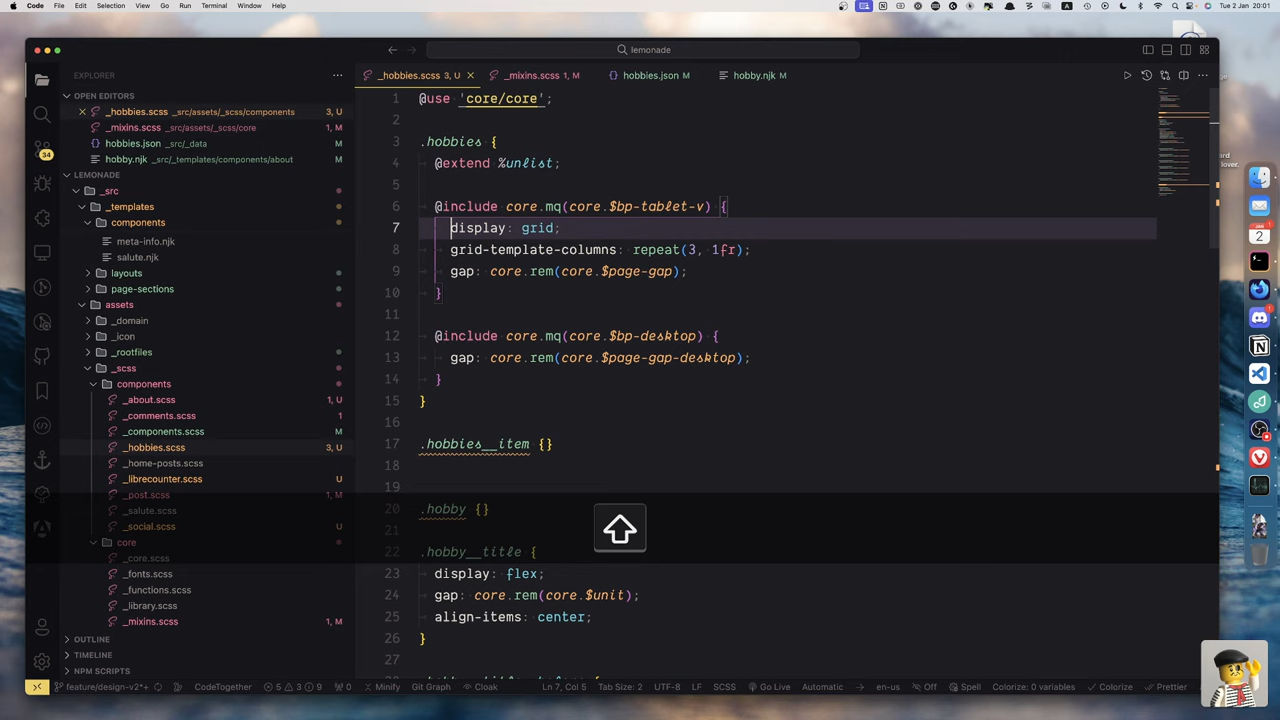 Code File Edit Selection View Go Run Terminal Window Help
Tue 2 Jan 20:01
lemonade
EXPLORER
_hobbies.scss 3, U
_mixins.scss 1, M
hobbies.json M
hobby.njk M
OPEN EDITORS
_hobbies.scss _src/assets/_scss/components 3, U
_mixins.scss _src/assets/_scss/core 1, M
hobbies.json _src/_data M
hobby.njk _src/_templates/components/about M
LEMONADE
_src
_templates
components
meta-info.njk
salute.njk
layouts
page-sections
assets
_domain
_icon
_rootfiles
_scss
components
_about.scss 1, U
_comments.scss 1
_components.scss M
_hobbies.scss 3, U
_home-posts.scss
_librecounter.scss U
_post.scss 1, M
_salute.scss
_social.scss U
core
_core.scss
_fonts.scss
_functions.scss
_library.scss
_mixins.scss 1, M
OUTLINE
TIMELINE
NPM SCRIPTS
34
1 @use 'core/core';
2
3 .hobbies {
4 @extend %unlist;
5
6 @include core.mq(core.$bp-tablet-v) {
7 display: grid;
8 grid-template-columns: repeat(3, 1fr);
9 gap: core.rem(core.$page-gap);
10 }
11
12 @include core.mq(core.$bp-desktop) {
13 gap: core.rem(core.$page-gap-desktop);
14 }
15 }
16
17 .hobbies__item {}
18
19
20 .hobby {}
21
22 .hobby__title {
23 display: flex;
24 gap: core.rem(core.$unit);
25 align-items: center;
26 }
27
feature/design-v2*+ CodeTogether 5 3 9 0 Minify Git Graph Cloak Ln 7, Col 5 Tab Size: 2 UTF-8 LF SCSS Go Live Automatic en-us Off Spell Colorize: 0 variables Colorize Prettier